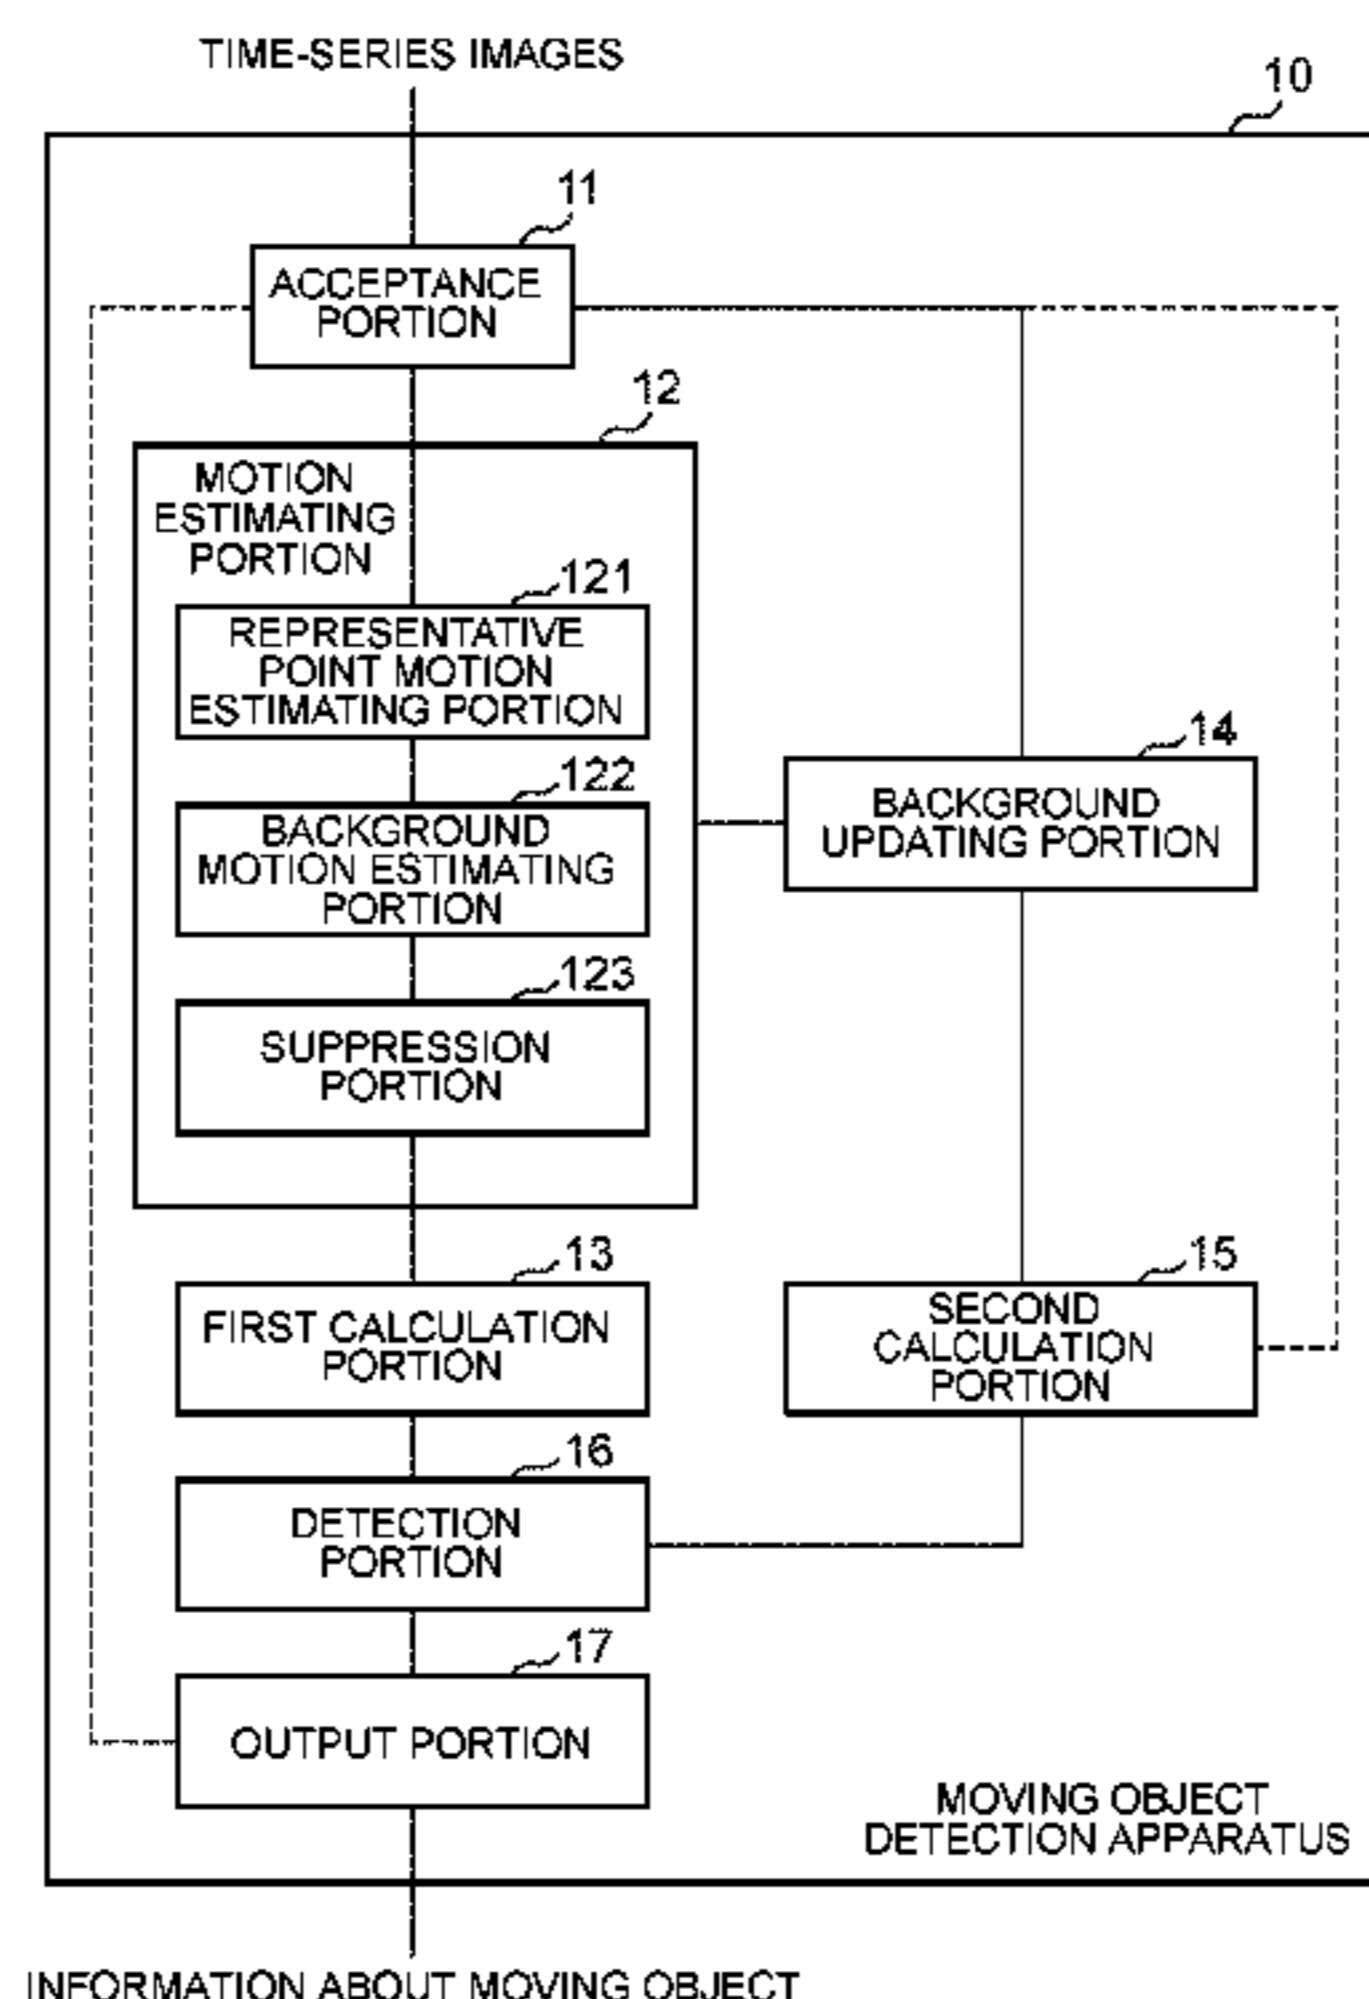 TIME-SERIES IMAGES
10
11
ACCEPTANCE
PORTION
12
MOTION
ESTIMATING
PORTION
121
REPRESENTATIVE
POINT MOTION
ESTIMATING PORTION
14
BACKGROUND
UPDATING PORTION
122
BACKGROUND
MOTION ESTIMATING
PORTION
123
SUPPRESSION
PORTION
13
FIRST CALCULATION
PORTION
15
SECOND
CALCULATION
PORTION
16
DETECTION
PORTION
17
OUTPUT PORTION
MOVING OBJECT
DETECTION APPARATUS
INFORMATION ABOUT MOVING OBJECT